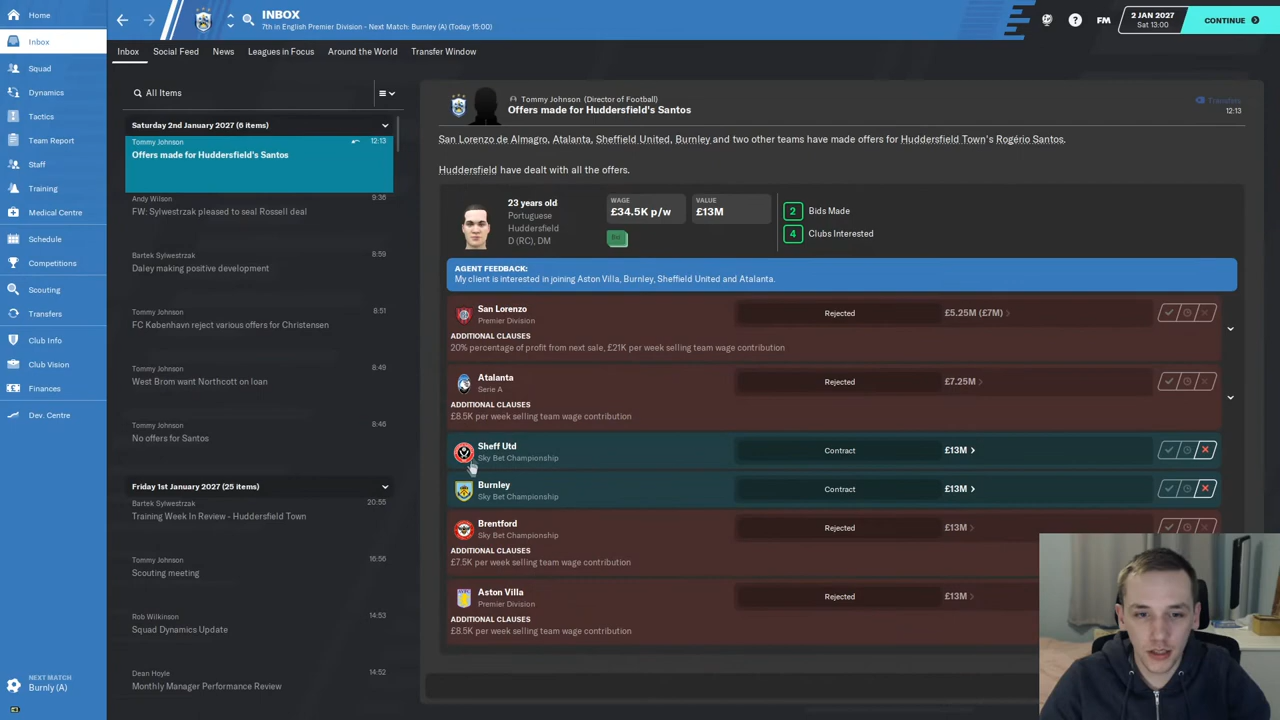 Home
INBOX
7th in English Premier Division - Next Match: Burnley (A) (Today 15:00)
FM
2 JAN 2027
Sat 13:00
CONTINUE
Inbox
Squad
Dynamics
Tactics
Team Report
Staff
Training
Medical Centre
Schedule
Competitions
Scouting
Transfers
Club Info
Club Vision
Finances
Dev. Centre
NEXT MATCH
Burnly (A)
Inbox Social Feed News Leagues in Focus Around the World Transfer Window
All Items
Saturday 2nd January 2027 (6 items)
Tommy Johnson 12:13
Offers made for Huddersfield's Santos
Andy Wilson 9:36
FW: Sylwestrzak pleased to seal Rossell deal
Bartek Sylwestrzak 8:59
Daley making positive development
Tommy Johnson 8:51
FC København reject various offers for Christensen
Tommy Johnson 8:49
West Brom want Northcott on loan
Tommy Johnson 8:46
No offers for Santos
Friday 1st January 2027 (25 items)
Bartek Sylwestrzak 20:55
Training Week In Review - Huddersfield Town
Tommy Johnson 16:56
Scouting meeting
Rob Wilkinson 14:53
Squad Dynamics Update
Dean Hoyle 14:52
Monthly Manager Performance Review
Tommy Johnson (Director of Football)
Offers made for Huddersfield's Santos
Transfers
12:13
San Lorenzo de Almagro, Atalanta, Sheffield United, Burnley and two other teams have made offers for Huddersfield Town's Rogério Santos.
Huddersfield have dealt with all the offers.
23 years old
Portuguese
Huddersfield
D (RC), DM
WAGE
£34.5K p/w
VALUE
£13M
2 Bids Made
4 Clubs Interested
AGENT FEEDBACK:
My client is interested in joining Aston Villa, Burnley, Sheffield United and Atalanta.
San Lorenzo
Premier Division
Rejected £5.25M (£7M)
ADDITIONAL CLAUSES
20% percentage of profit from next sale, £21K per week selling team wage contribution
Atalanta
Serie A
Rejected £7.25M
ADDITIONAL CLAUSES
£8.5K per week selling team wage contribution
Sheff Utd
Sky Bet Championship
Contract £13M
Burnley
Sky Bet Championship
Contract £13M
Brentford
Sky Bet Championship
Rejected £13M
ADDITIONAL CLAUSES
£7.5K per week selling team wage contribution
Aston Villa
Premier Division
Rejected £13M
ADDITIONAL CLAUSES
£8.5K per week selling team wage contribution